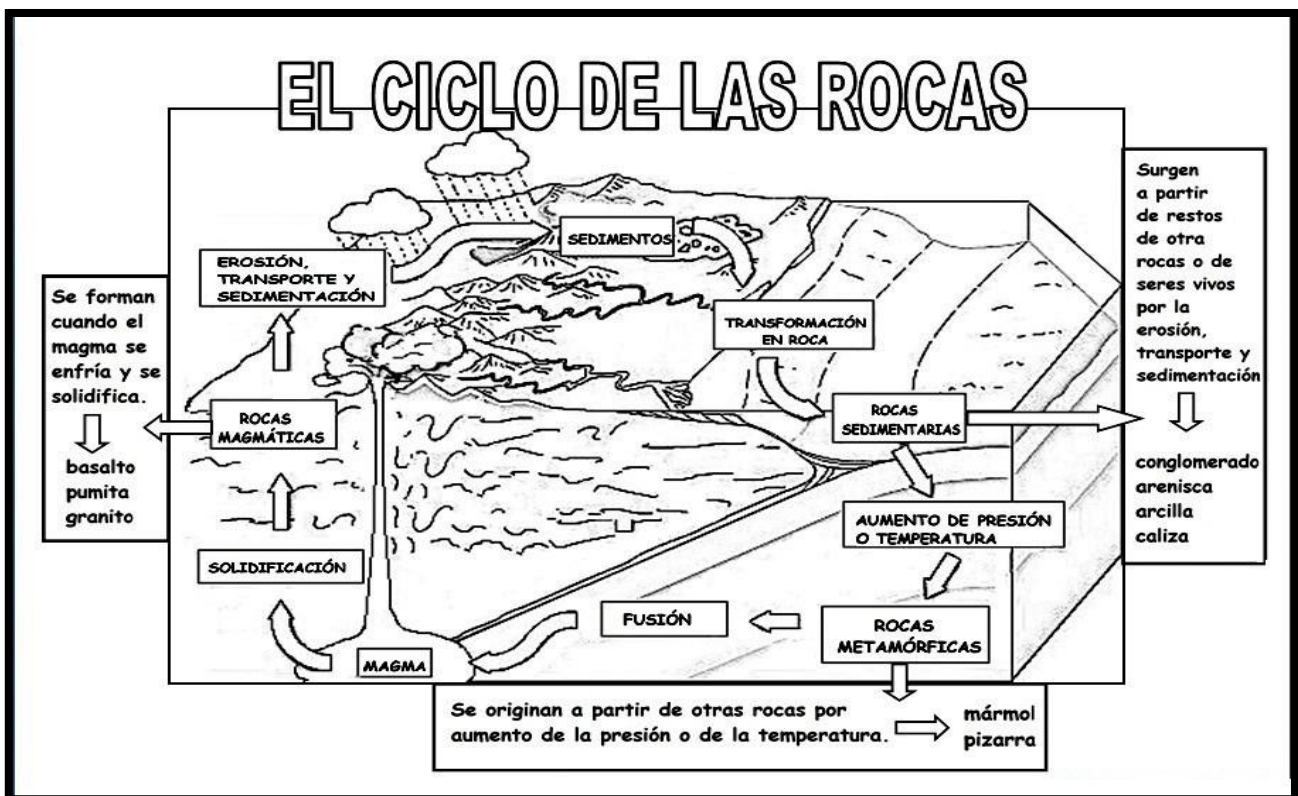 EL CICLO DE LAS ROCAS
Surgen
a partir
de restos
de otra
rocas o de
seres vivos
por la
erosión,
transporte y
sedimentación
conglomerado
arenisca
arcilla
caliza
SEDIMENTOS
EROSIÓN,
TRANSPORTE Y
SEDIMENTACIÓN
Se forman
cuando el
magma se
enfría y se
solidifica.
basalto
pumita
granito
TRANSFORMACIÓN
EN ROCA
ROCAS
MAGMÁTICAS
ROCAS
SEDIMENTARIAS
AUMENTO DE PRESIÓN
O TEMPERATURA
SOLIDIFICACIÓN
FUSIÓN
ROCAS
METAMÓRFICAS
MAGMA
Se originan a partir de otras rocas por
aumento de la presión o de la temperatura.
mármol
pizarra